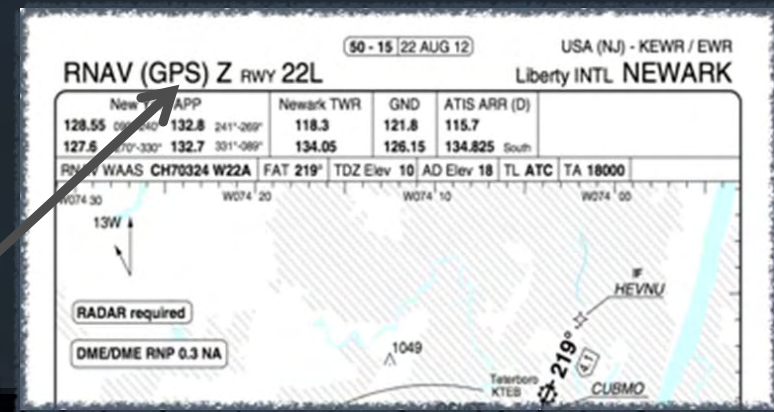 50 - 15 22 AUG 12 USA (NJ) - KEWR / EWR
RNAV (GPS) Z RWY 22L Liberty INTL NEWARK
New APP Newark TWR GND ATIS ARR (D)
128.55 132.8 241°-269° 118.3 121.8 115.7
127.6 270°-330° 132.7 331°-089° 134.05 126.15 134.825 South
WAAS CH70324 W22A FAT 219° TDZ Elev 10 AD Elev 18 TL ATC TA 18000
W074 30 W074 20 W074 10 W074 00
13W
IF
HEVNU
RADAR required
219°
4.1
1049
DME/DME RNP 0.3 NA
Teterboro
KTEB
CUBMO